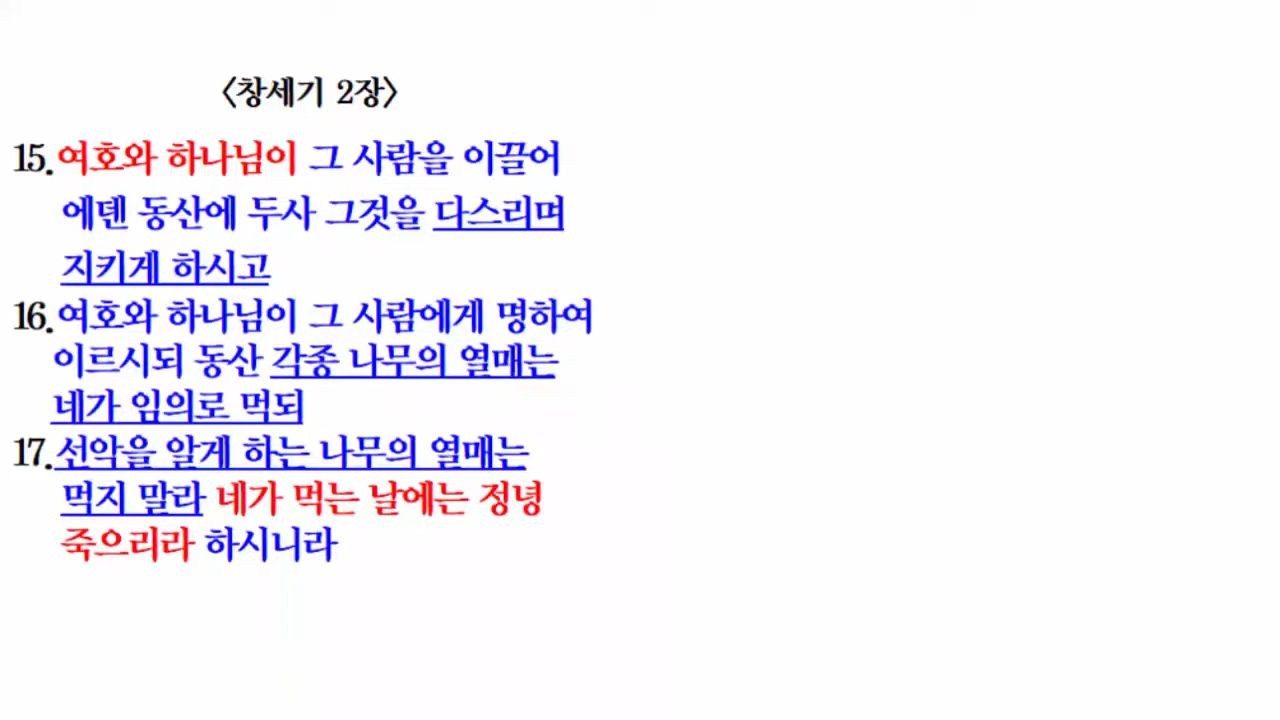 <창세기 2장>
15.여호와 하나님이 그 사람을 이끌어
에덴 동산에 두사 그것을 다스리며
지키게 하시고
16.여호와 하나님이 그 사람에게 명하여
이르시되 동산 각종 나무의 열매는
네가 임의로 먹되
17.선악을 알게 하는 나무의 열매는
먹지 말라 네가 먹는 날에는 정녕
죽으리라 하시니라